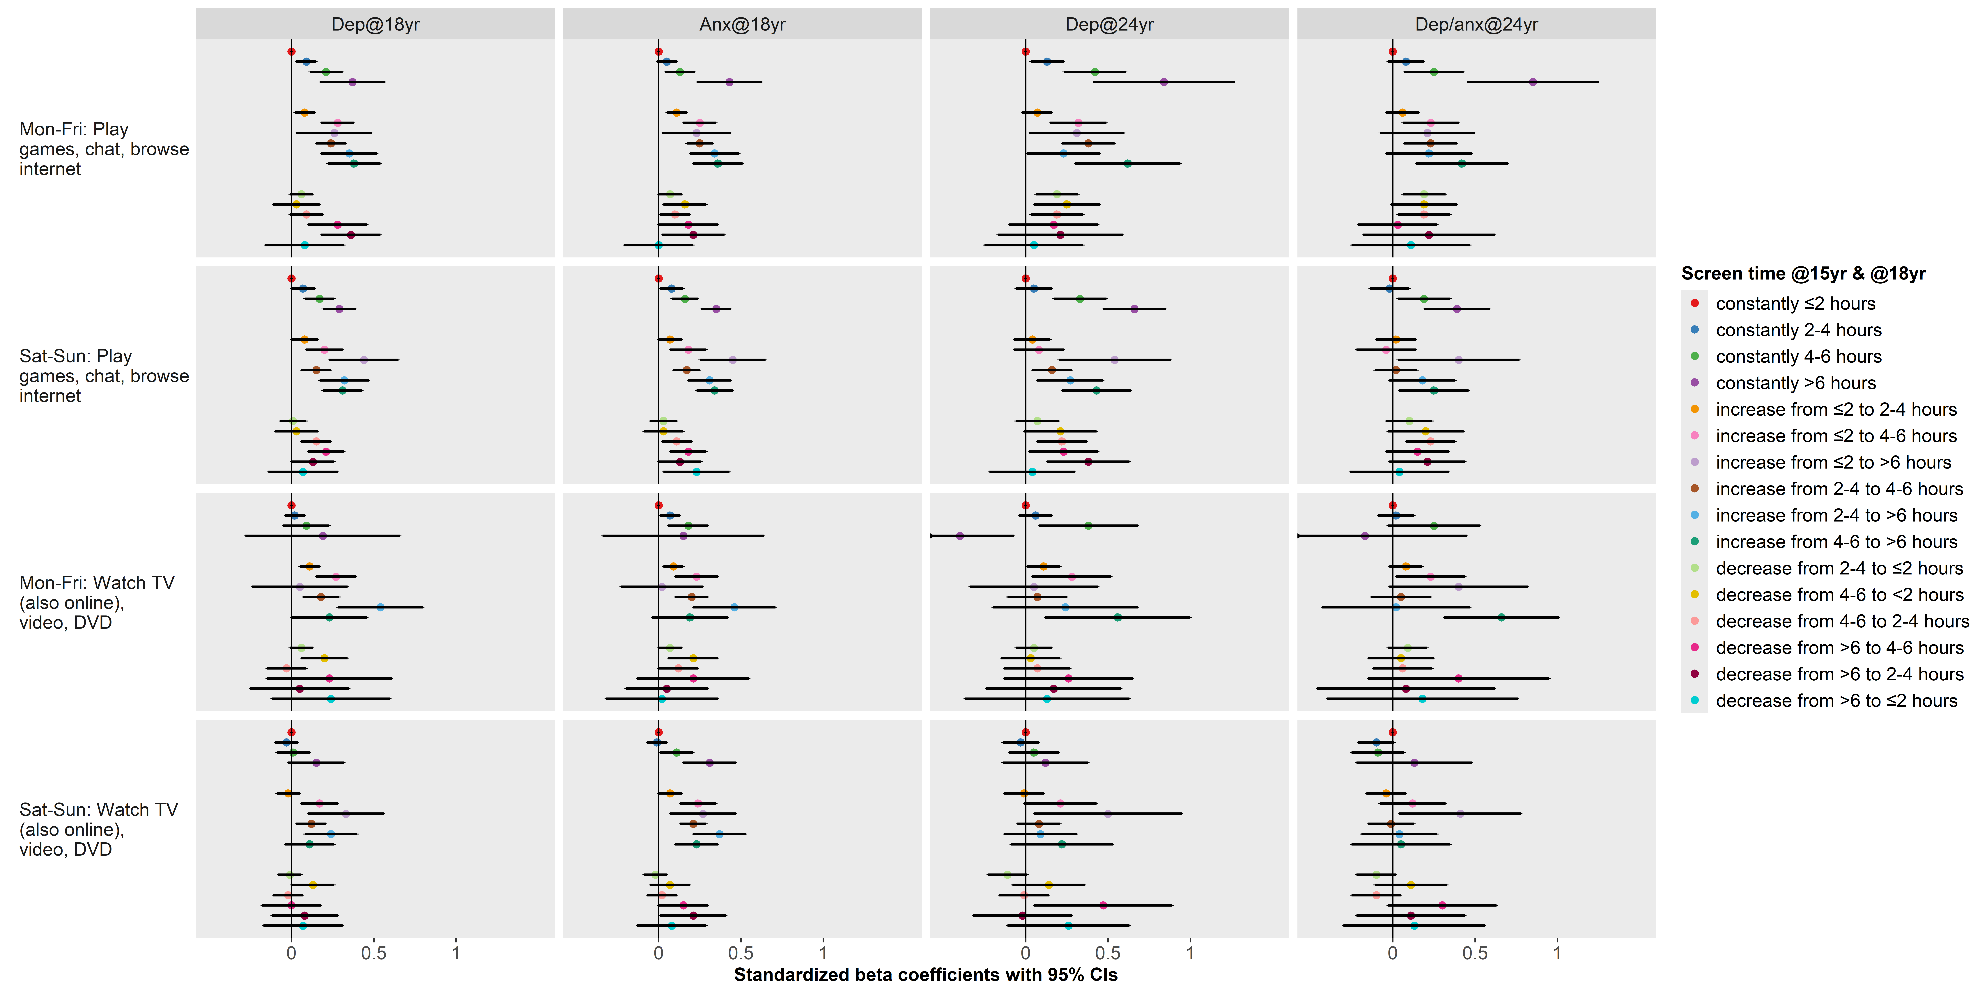 Dep@18yr
Anx@18yr
Dep@24yr
Dep/anx@24yr
Mon-Fri: Play
games, chat, browse
internet
Sat-Sun: Play
games, chat, browse
internet
Mon-Fri: Watch TV
(also online),
video, DVD
Sat-Sun: Watch TV
(also online),
video, DVD
0 0.5 1
0 0.5 1
0 0.5 1
0 0.5 1
Standardized beta coefficients with 95% CIs
Screen time @15yr & @18yr
constantly ≤2 hours
constantly 2-4 hours
constantly 4-6 hours
constantly >6 hours
increase from ≤2 to 2-4 hours
increase from ≤2 to 4-6 hours
increase from ≤2 to >6 hours
increase from 2-4 to 4-6 hours
increase from 2-4 to >6 hours
increase from 4-6 to >6 hours
decrease from 2-4 to ≤2 hours
decrease from 4-6 to <2 hours
decrease from 4-6 to 2-4 hours
decrease from >6 to 4-6 hours
decrease from >6 to 2-4 hours
decrease from >6 to ≤2 hours